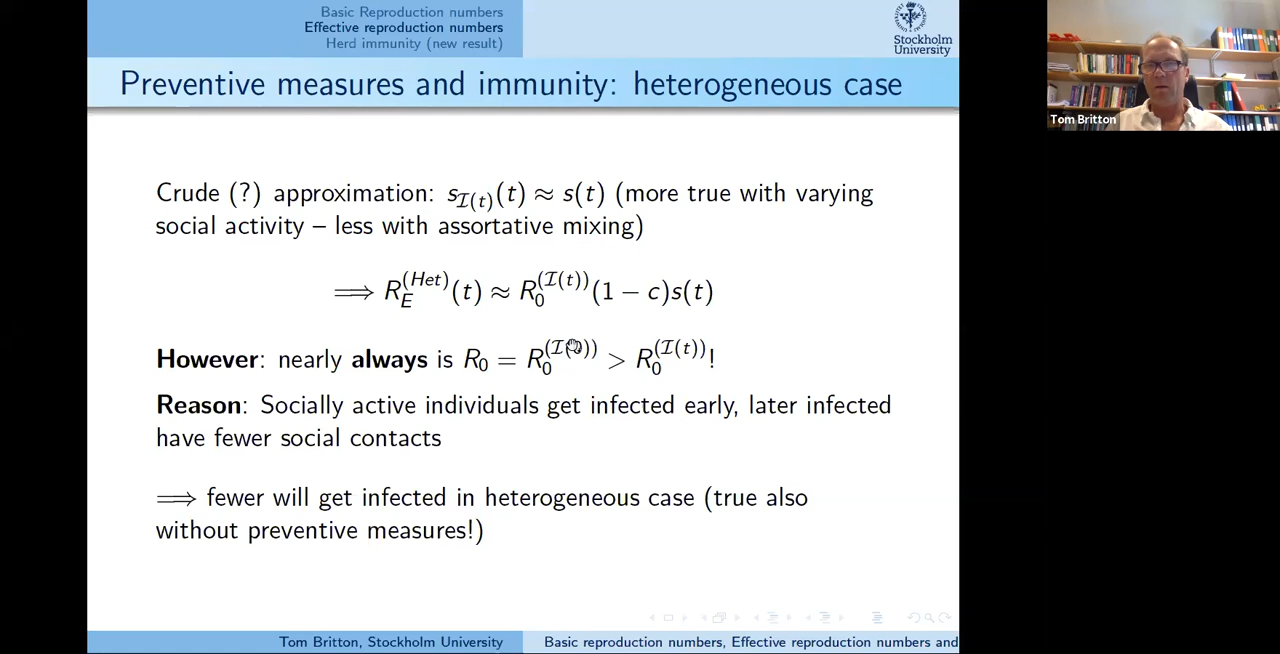 Basic Reproduction numbers
Effective reproduction numbers
Herd immunity (new result)
Stockholm
University
Preventive measures and immunity: heterogeneous case
Tom Britton
Crude (?) approximation: s_{ℐ(t)}(t) ≈ s(t) (more true with varying
social activity – less with assortative mixing)
⟹ R_E^{(Het)}(t) ≈ R_0^{(ℐ(t))}(1 − c)s(t)
However: nearly always is R_0 = R_0^{(ℐ(0))} > R_0^{(ℐ(t))}!
Reason: Socially active individuals get infected early, later infected
have fewer social contacts
⟹ fewer will get infected in heterogeneous case (true also
without preventive measures!)
Tom Britton, Stockholm University
Basic reproduction numbers, Effective reproduction numbers and